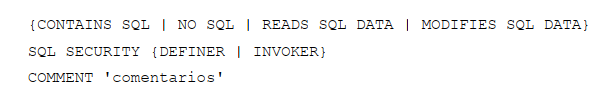 {CONTAINS SQL | NO SQL | READS SQL DATA | MODIFIES SQL DATA}
SQL SECURITY {DEFINER | INVOKER}
COMMENT 'comentarios'